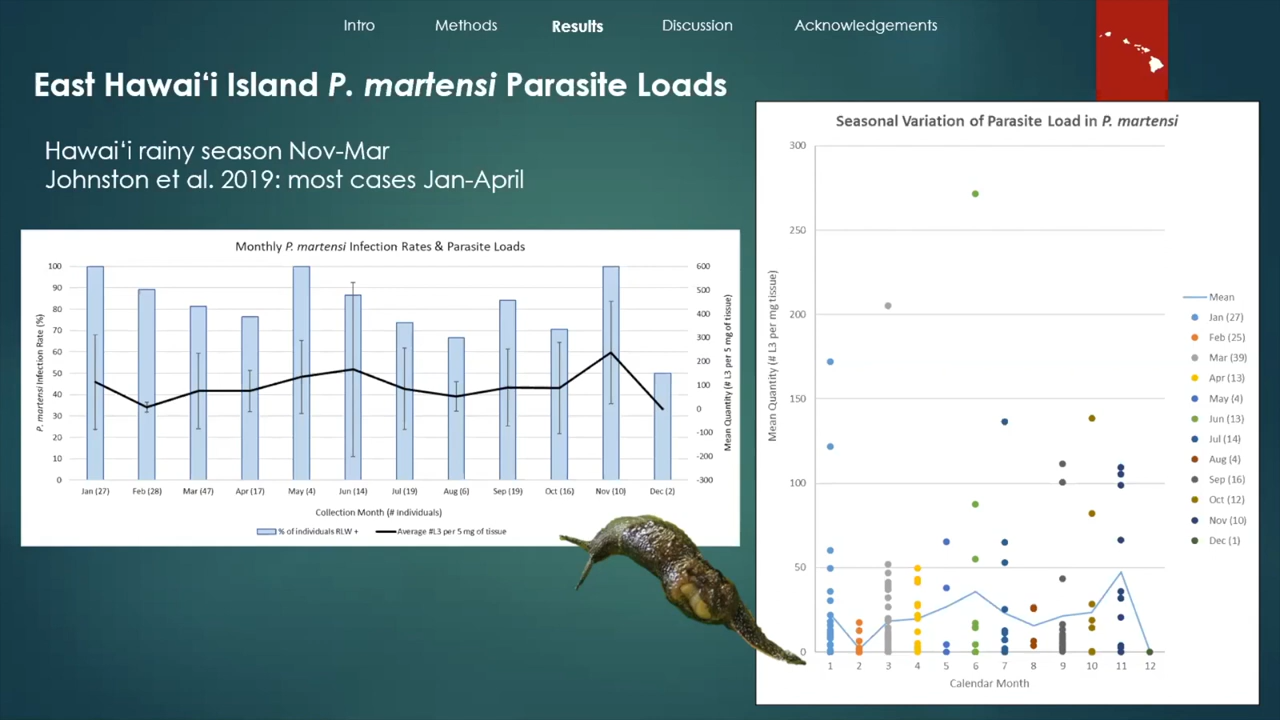 Intro Methods Results Discussion Acknowledgements
East Hawaiʻi Island P. martensi Parasite Loads
Hawaiʻi rainy season Nov-Mar
Johnston et al. 2019: most cases Jan-April
Monthly P. martensi Infection Rates & Parasite Loads
P. martensi Infection Rate (%)
100
90
80
70
60
50
40
30
20
10
0
600
500
400
300
200
100
0
-100
-200
-300
Mean Quantity (# L3 per 5 mg of tissue)
Jan (27) Feb (28) Mar (47) Apr (17) May (4) Jun (14) Jul (19) Aug (6) Sep (19) Oct (16) Nov (10) Dec (2)
Collection Month (# Individuals)
% of individuals RLW + Average #L3 per 5 mg of tissue
Seasonal Variation of Parasite Load in P. martensi
Mean Quantity (# L3 per mg tissue)
300
250
200
150
100
50
0
1 2 3 4 5 6 7 8 9 10 11 12
Calendar Month
Mean
Jan (27)
Feb (25)
Mar (39)
Apr (13)
May (4)
Jun (13)
Jul (14)
Aug (4)
Sep (16)
Oct (12)
Nov (10)
Dec (1)